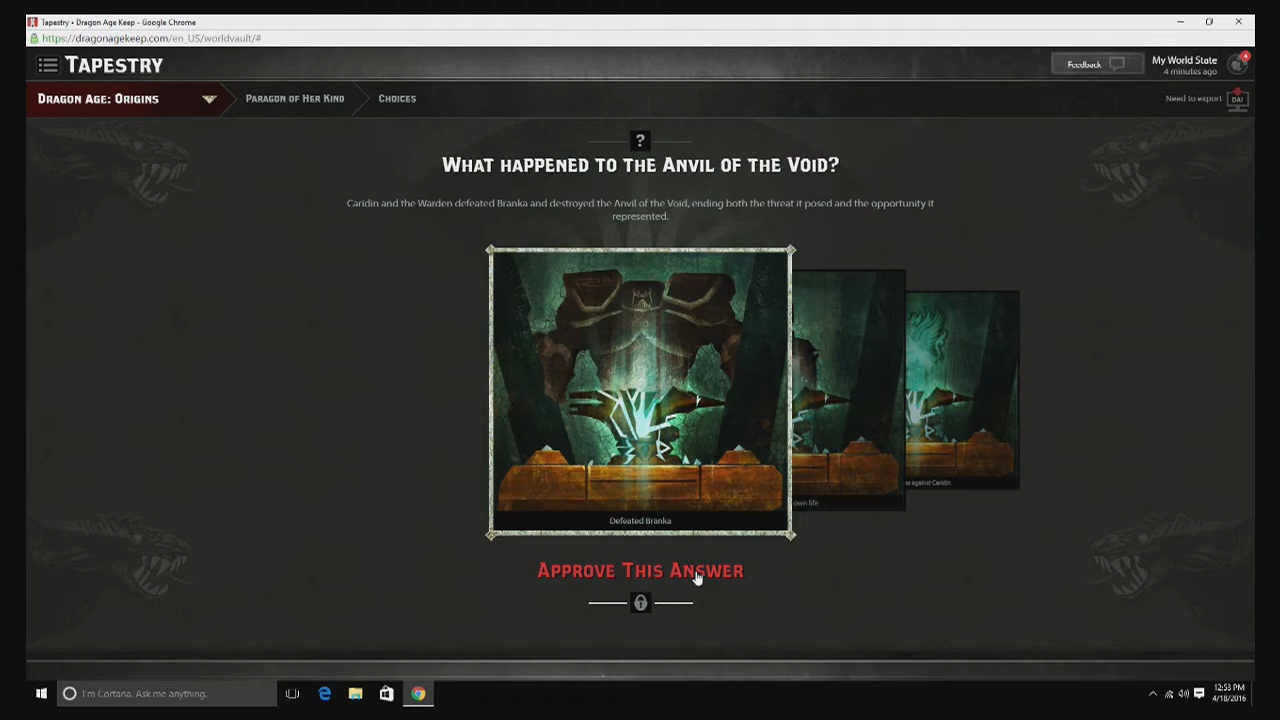 Tapestry • Dragon Age Keep - Google Chrome
https://dragonagekeep.com/en_US/worldvault/#
TAPESTRY
Feedback
My World State
4 minutes ago
4
DRAGON AGE: ORIGINS
PARAGON OF HER KIND
CHOICES
Need to export
DAI
?
WHAT HAPPENED TO THE ANVIL OF THE VOID?
Caridin and the Warden defeated Branka and destroyed the Anvil of the Void, ending both the threat it posed and the opportunity it
represented.
Defeated Branka
own life
against Caridin
APPROVE THIS ANSWER
I'm Cortana. Ask me anything.
12:53 PM
4/18/2016